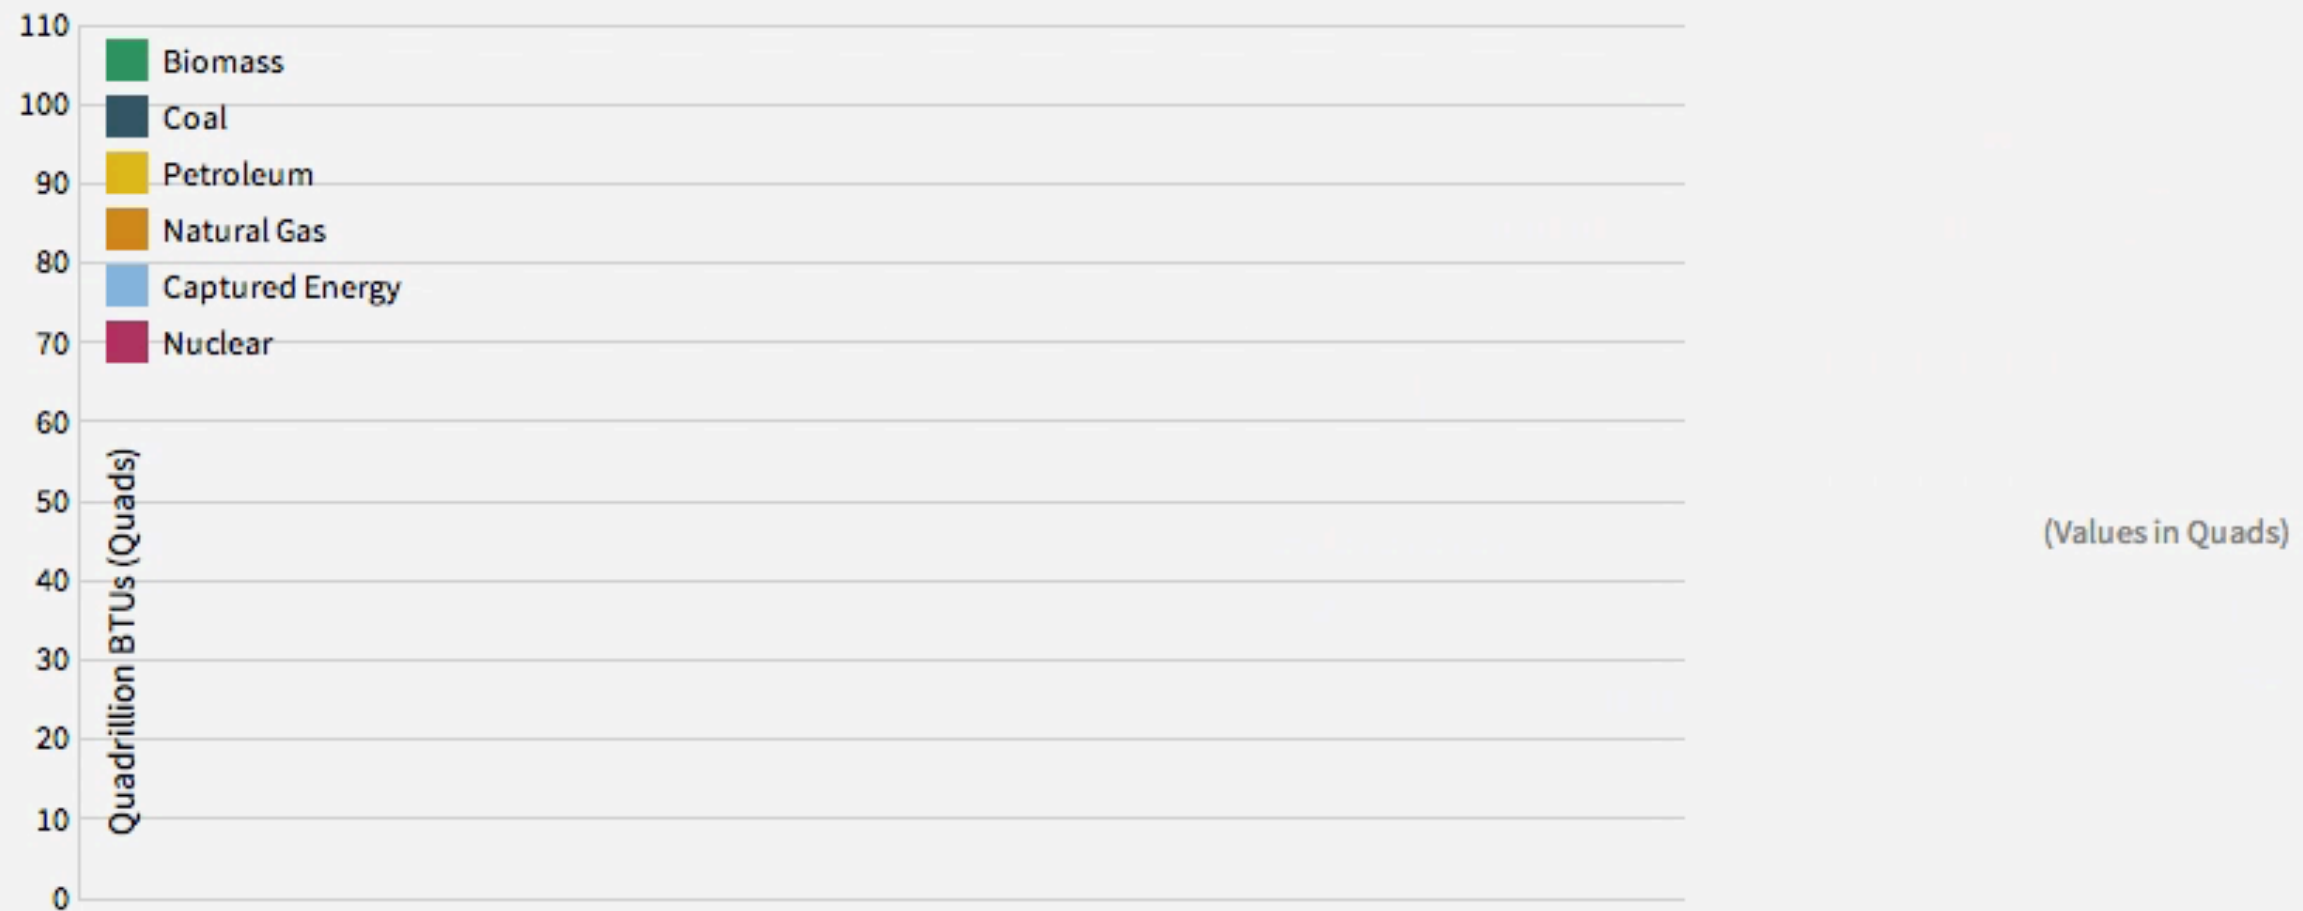 110
Biomass
100
Coal
Petroleum
90
Natural Gas
80
Captured Energy
70
Nuclear
60
50
40
30
20
10
0
Quadrillion BTUs (Quads)
(Values in Quads)